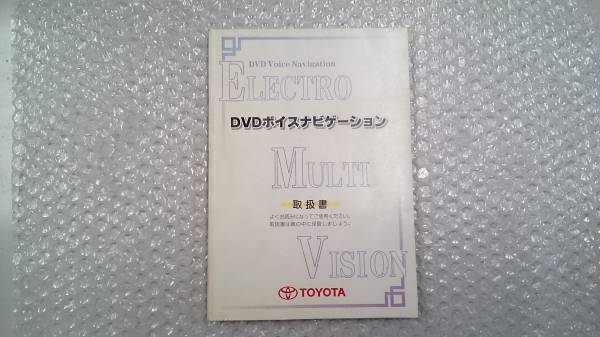 DVD Voice Navigation
ELECTRO
DVDボイスナビゲーション
MULTI
取扱書
よくお読みになってご使用ください。
取扱書は車の中に保管しましょう。
VISION
TOYOTA